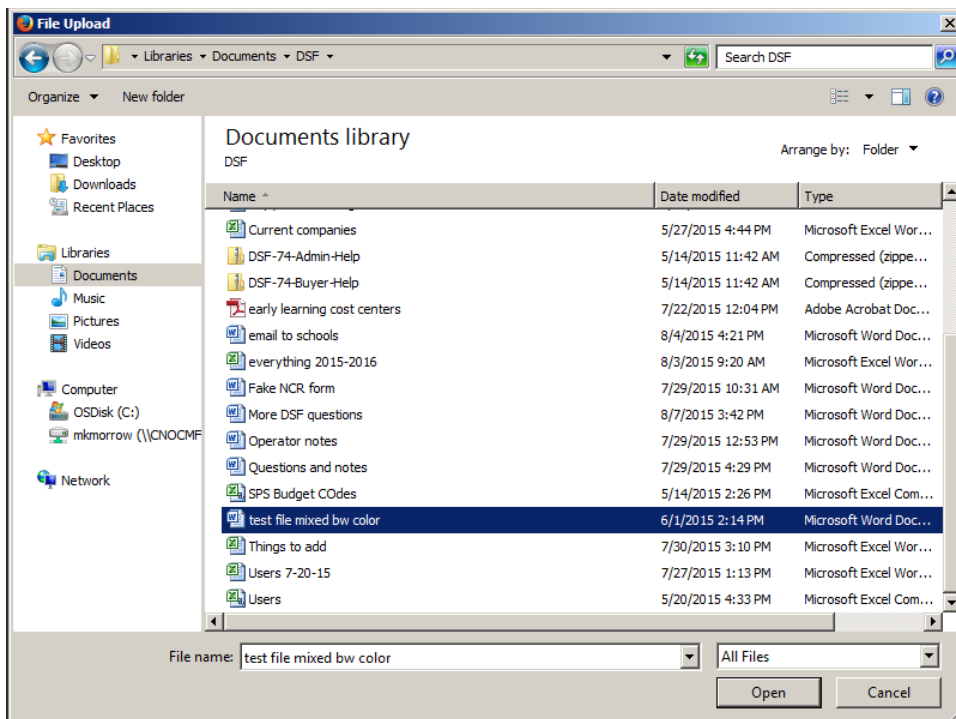 File Upload
Libraries Documents DSF
Search DSF
Organize New folder
Favorites
Desktop
Downloads
Recent Places
Libraries
Documents
Music
Pictures
Videos
Computer
OSDisk (C:)
mkmorrow (\\CNOCMF
Network
Documents library
DSF
Arrange by: Folder
Name Date modified Type
Current companies 5/27/2015 4:44 PM Microsoft Excel Wor...
DSF-74-Admin-Help 5/14/2015 11:42 AM Compressed (zippe...
DSF-74-Buyer-Help 5/14/2015 11:42 AM Compressed (zippe...
early learning cost centers 7/22/2015 12:04 PM Adobe Acrobat Doc...
email to schools 8/4/2015 4:21 PM Microsoft Word Doc...
everything 2015-2016 8/3/2015 9:20 AM Microsoft Excel Wor...
Fake NCR form 7/29/2015 10:31 AM Microsoft Word Doc...
More DSF questions 8/7/2015 3:42 PM Microsoft Word Doc...
Operator notes 7/29/2015 12:53 PM Microsoft Word Doc...
Questions and notes 7/29/2015 4:29 PM Microsoft Word Doc...
SPS Budget COdes 5/14/2015 2:26 PM Microsoft Excel Com...
test file mixed bw color 6/1/2015 2:14 PM Microsoft Word Doc...
Things to add 7/30/2015 3:10 PM Microsoft Excel Wor...
Users 7-20-15 7/27/2015 1:13 PM Microsoft Excel Wor...
Users 5/20/2015 4:33 PM Microsoft Excel Com...
File name: test file mixed bw color All Files
Open Cancel